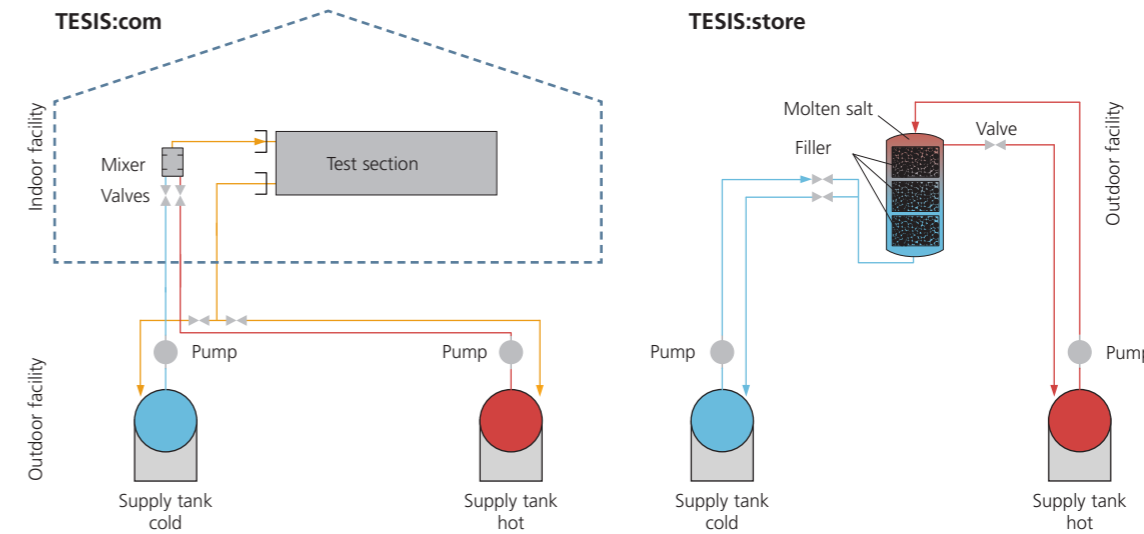 TESIS:com
Indoor facility
Mixer
Valves
Test section
Pump
Pump
Outdoor facility
Supply tank
cold
Supply tank
hot
TESIS:store
Molten salt
Filler
Valve
Outdoor facility
Pump
Pump
Supply tank
cold
Supply tank
hot